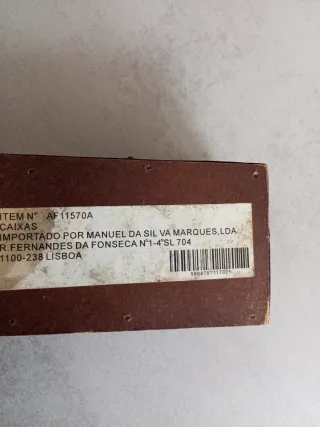 ITEM N° AF11570A
CAIXAS
IMPORTADO POR MANUEL DA SIL VA MARQUES, LDA
R FERNANDES DA FONSECA N°1-4°SL 704
1100-238 LISBOA